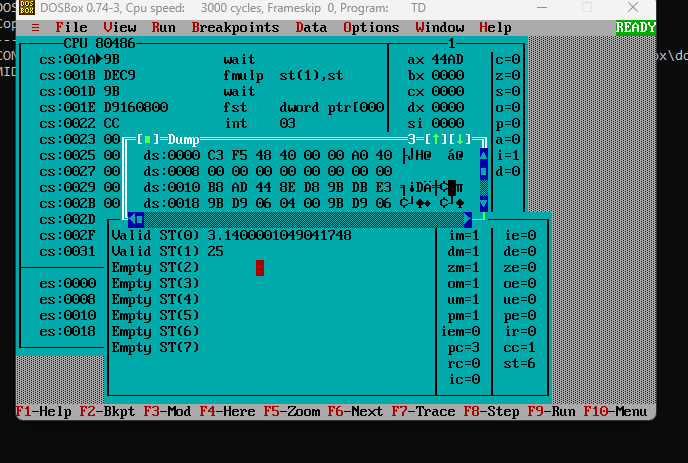 DOSBox 0.74-3, Cpu speed: 3000 cycles, Frameskip 0, Program: TD
≡ File View Run Breakpoints Data Options Window Help READY
CPU 80486 1
cs:001A▶9B wait ax 44AD c=0
cs:001B DEC9 fmulp st(1),st bx 0000 z=0
cs:001D 9B wait cx 0000 s=0
cs:001E D9160800 fst dword ptr[000 dx 0000 o=0
cs:0022 CC int 03 si 0000 p=0
cs:0023 00 a=0
cs:0025 00 i=1
cs:0027 00 d=0
cs:0029 00
cs:002B 00
cs:002D
cs:002F
cs:0031
es:0000
es:0008
es:0010
es:0018
[■]=Dump 3=[↑][↓]
ds:0000 C3 F5 48 40 00 00 A0 40 ├⌡H@ á@
ds:0008 00 00 00 00 00 00 00 00
ds:0010 B8 AD 44 8E D8 9B DB E3 ╕¡DÄ╪¢█π
ds:0018 9B D9 06 04 00 9B D9 06 ¢┘♠♦ ¢┘♠
Valid ST(0) 3.1400001049041748 im=1 ie=0
Valid ST(1) 25 dm=1 de=0
Empty ST(2) zm=1 ze=0
Empty ST(3) om=1 oe=0
Empty ST(4) um=1 ue=0
Empty ST(5) pm=1 pe=0
Empty ST(6) iem=0 ir=0
Empty ST(7) pc=3 cc=1
rc=0 st=6
ic=0
F1-Help F2-Bkpt F3-Mod F4-Here F5-Zoom F6-Next F7-Trace F8-Step F9-Run F10-Menu